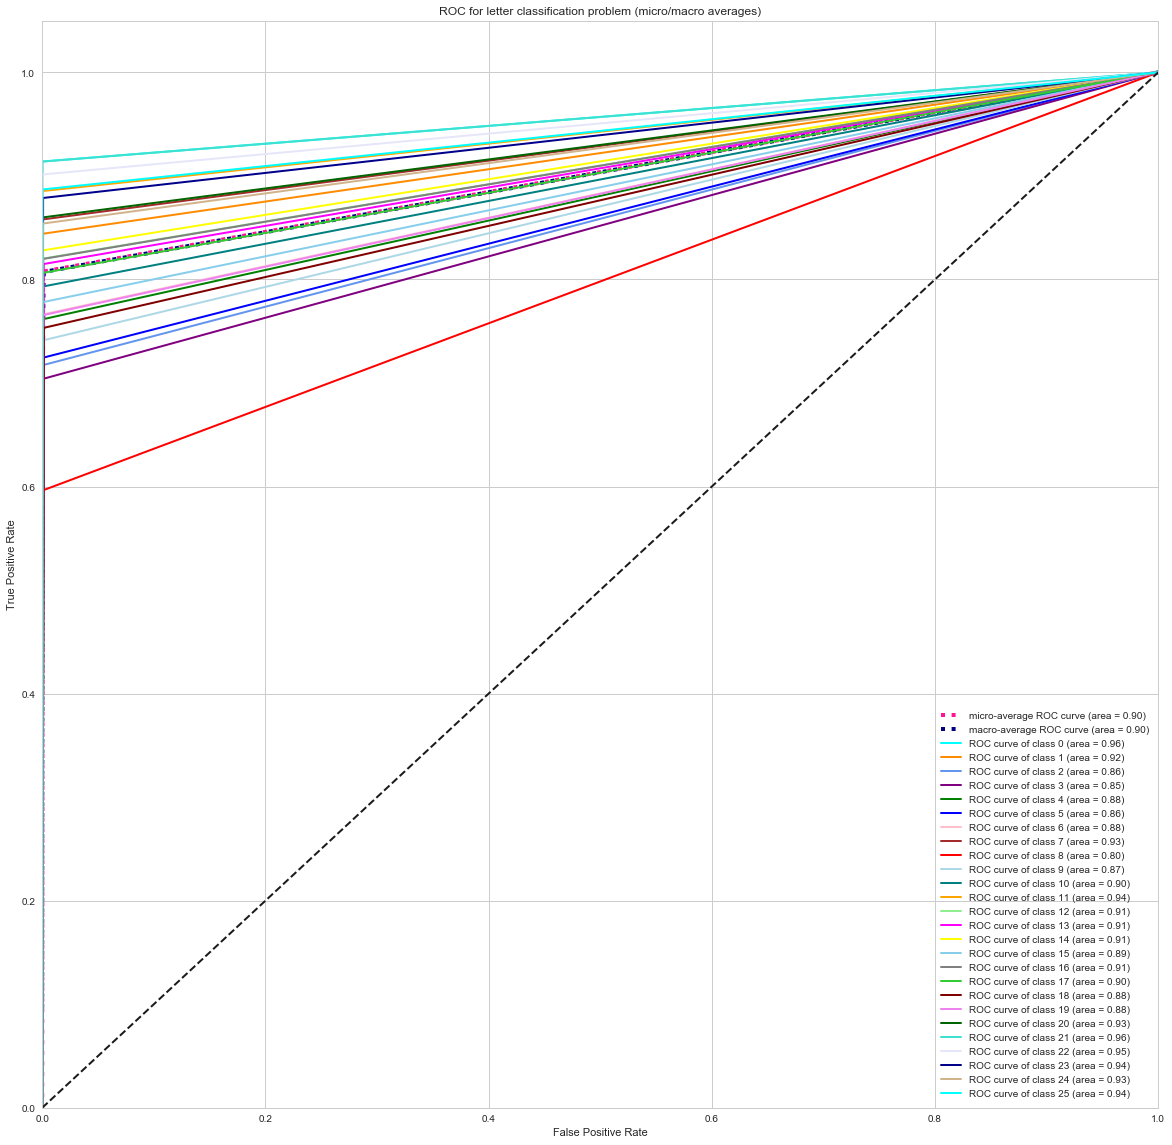 ROC for letter classification problem (micro/macro averages)
1.0
0.8
0.6
0.4
0.2
0.0
True Positive Rate
micro-average ROC curve (area = 0.90)
macro-average ROC curve (area = 0.90)
ROC curve of class 0 (area = 0.96)
ROC curve of class 1 (area = 0.92)
ROC curve of class 2 (area = 0.86)
ROC curve of class 3 (area = 0.85)
ROC curve of class 4 (area = 0.88)
ROC curve of class 5 (area = 0.86)
ROC curve of class 6 (area = 0.88)
ROC curve of class 7 (area = 0.93)
ROC curve of class 8 (area = 0.80)
ROC curve of class 9 (area = 0.87)
ROC curve of class 10 (area = 0.90)
ROC curve of class 11 (area = 0.94)
ROC curve of class 12 (area = 0.91)
ROC curve of class 13 (area = 0.91)
ROC curve of class 14 (area = 0.91)
ROC curve of class 15 (area = 0.89)
ROC curve of class 16 (area = 0.91)
ROC curve of class 17 (area = 0.90)
ROC curve of class 18 (area = 0.88)
ROC curve of class 19 (area = 0.88)
ROC curve of class 20 (area = 0.93)
ROC curve of class 21 (area = 0.96)
ROC curve of class 22 (area = 0.95)
ROC curve of class 23 (area = 0.94)
ROC curve of class 24 (area = 0.93)
ROC curve of class 25 (area = 0.94)
0.0 0.2 0.4 0.6 0.8 1.0
False Positive Rate